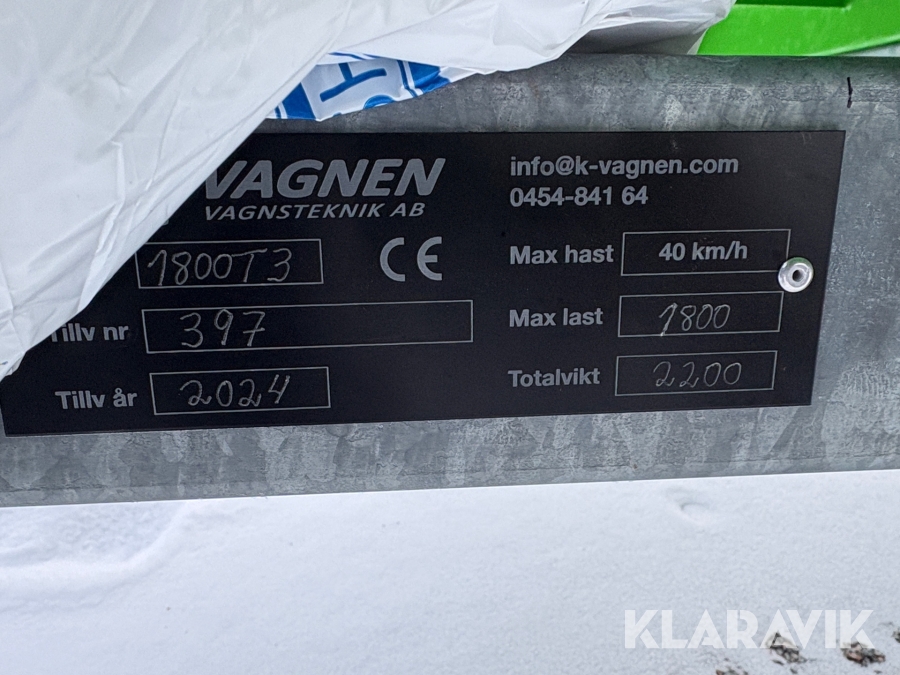 VAGNEN
VAGNSTEKNIK AB
info@k-vagnen.com
0454-841 64
1800T3
CE
Max hast 40 km/h
Tillv nr 397
Max last 1800
Tillv år 2024
Totalvikt 2200
KLARAVIK